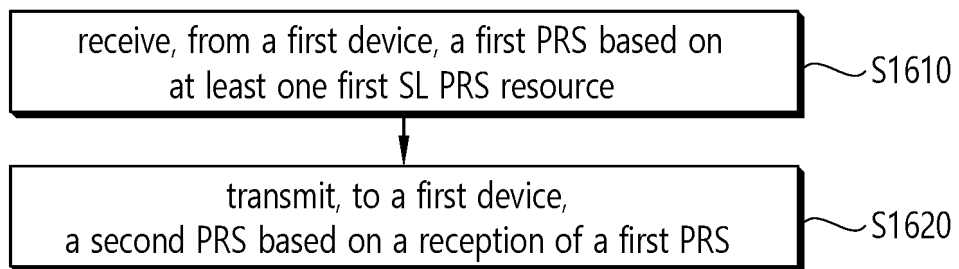 receive, from a first device, a first PRS based on
at least one first SL PRS resource
S1610
transmit, to a first device,
a second PRS based on a reception of a first PRS
S1620